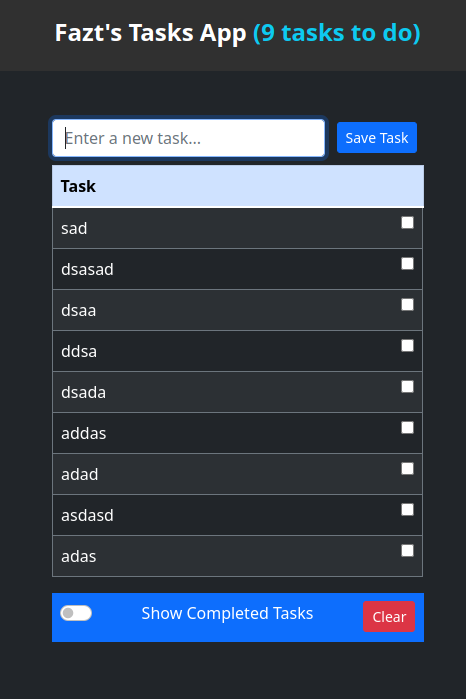 Fazt's Tasks App (9 tasks to do)
Enter a new task...
Save Task
Task
sad
dsasad
dsaa
ddsa
dsada
addas
adad
asdasd
adas
Show Completed Tasks
Clear